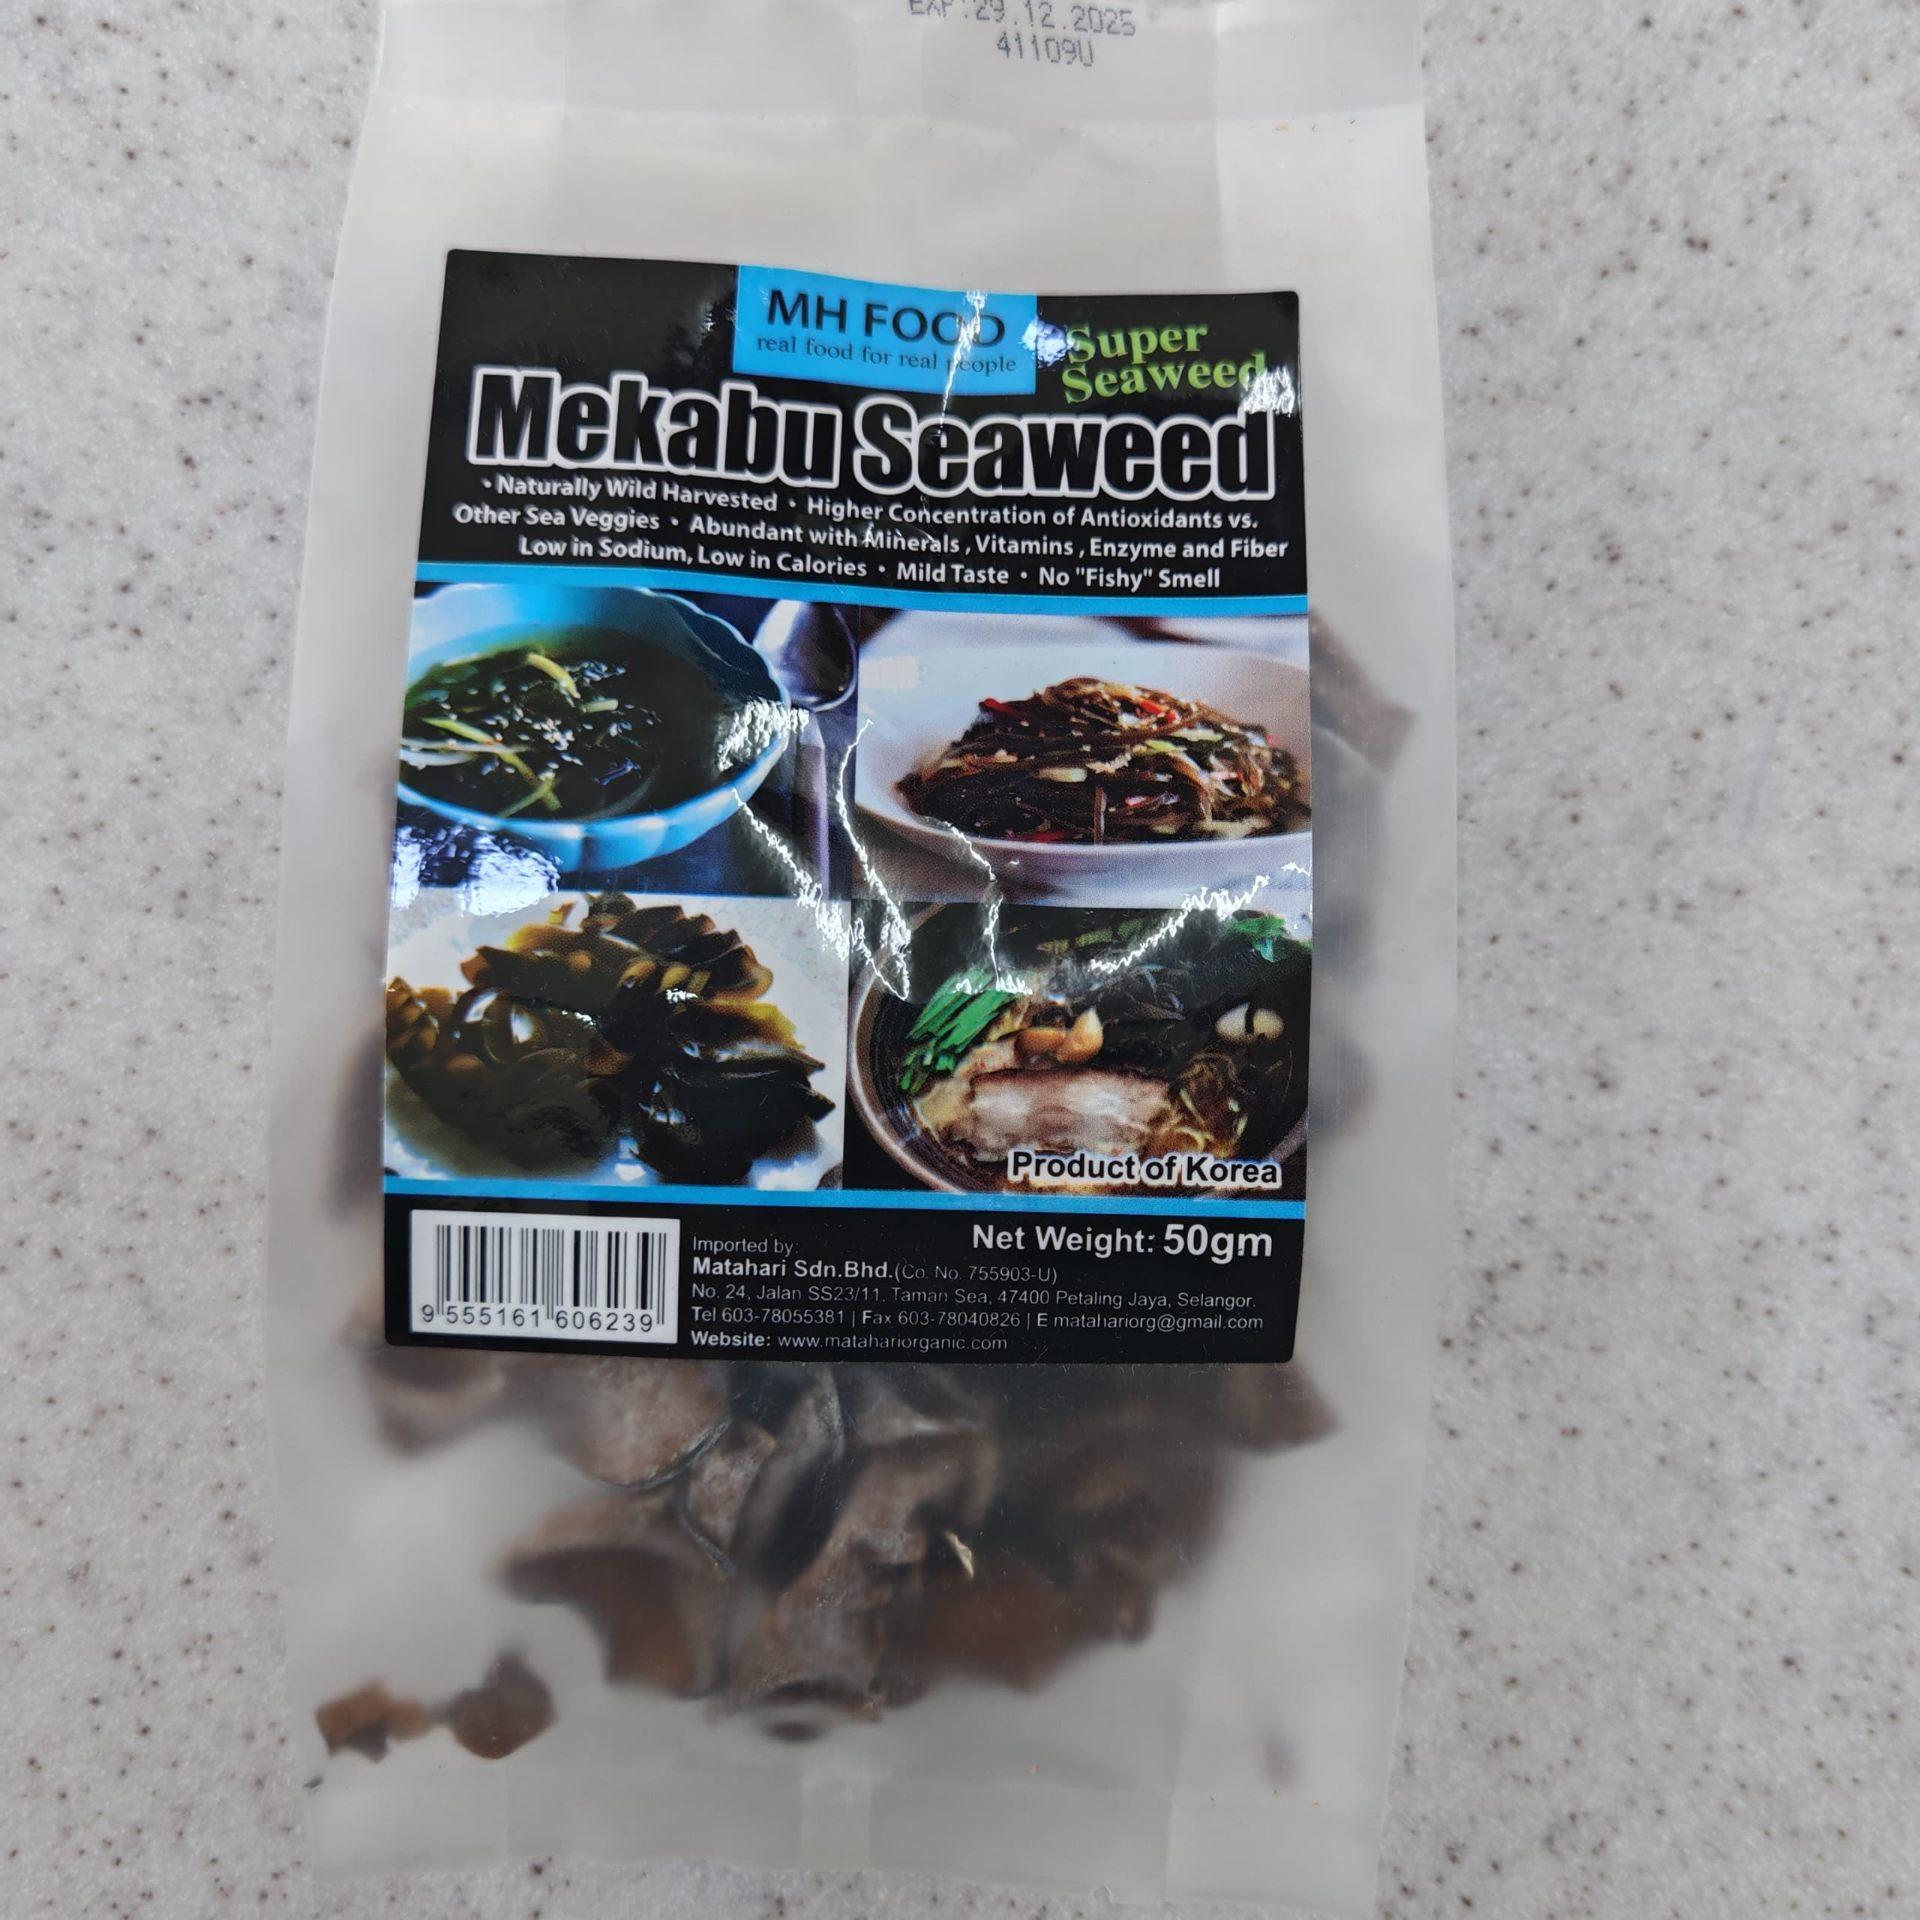 EXP:29.12.2025
41109U
MH FOOD
real food for real people
Super
Seaweed
Mekabu Seaweed
• Naturally Wild Harvested • Higher Concentration of Antioxidants vs.
Other Sea Veggies • Abundant with Minerals , Vitamins , Enzyme and Fiber
Low in Sodium, Low in Calories • Mild Taste • No "Fishy" Smell
Product of Korea
Net Weight: 50gm
Imported by:
Matahari Sdn.Bhd.(Co. No. 755903-U)
No. 24, Jalan SS23/11, Taman Sea, 47400 Petaling Jaya, Selangor.
Tel 603-78055381 | Fax 603-78040826 | E matahariorg@gmail.com
Website: www.matahariorganic.com
9 555161 606239